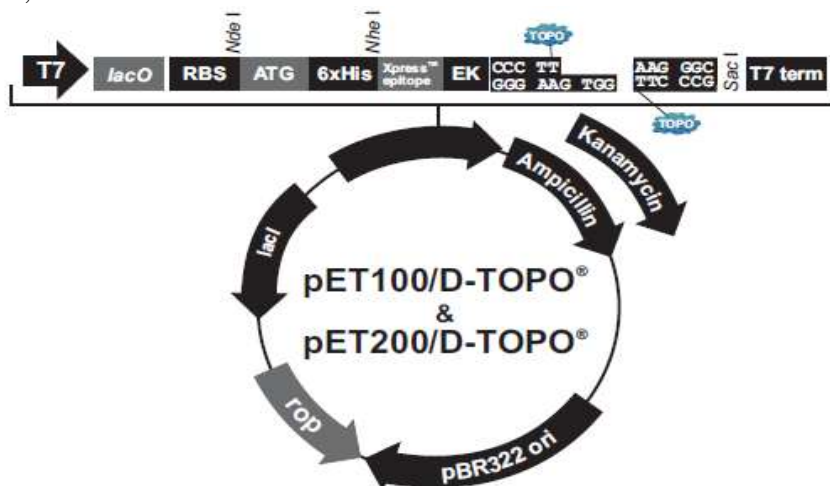 Nde I
Nhe I
TOPO
T7 lacO RBS ATG 6xHis Xpress™ epitope EK CCC TT AAG GGC Sac I T7 term
GGG AAG TGG TTC CCG
TOPO
Ampicillin
Kanamycin
lacI
pET100/D-TOPO®
&
pET200/D-TOPO®
rop
pBR322 ori